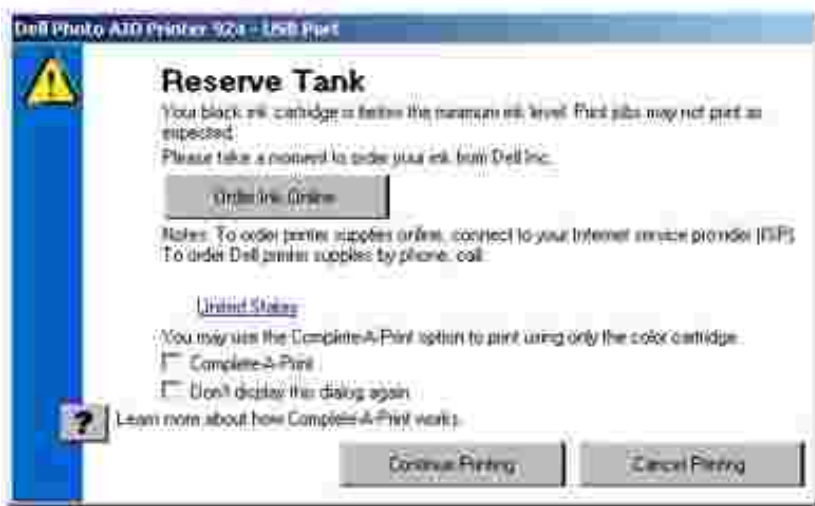 Dell Photo AIO Printer 924 - USB Port
Reserve Tank
Your black ink cartridge is below the minimum ink level. Print jobs may not print as
expected.
Please take a moment to order your ink from Dell Inc.
Order Ink Online
Notes: To order printer supplies online, connect to your Internet service provider (ISP).
To order Dell printer supplies by phone, call:
United States
You may use the Complete-A-Print option to print using only the color cartridge.
Complete-A-Print
Don't display this dialog again
? Learn more about how Complete-A-Print works.
Continue Printing
Cancel Printing